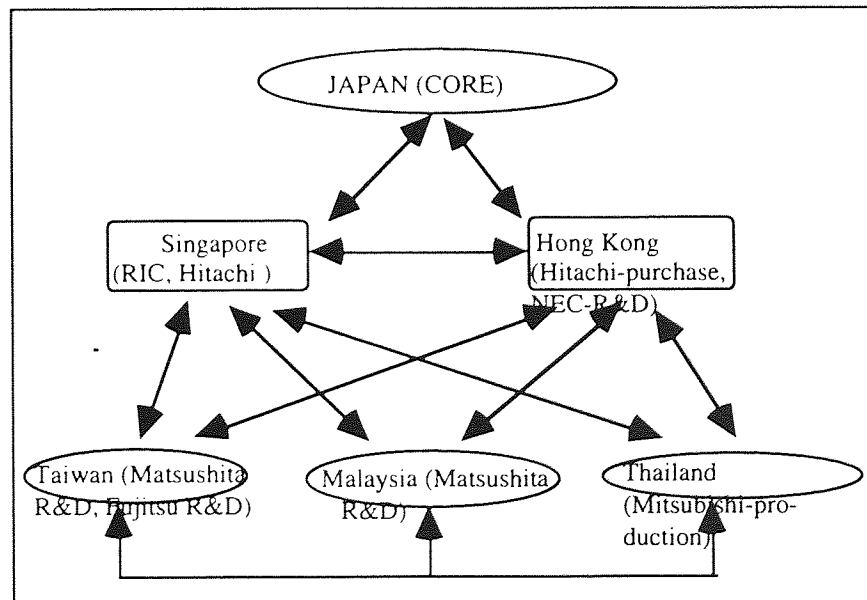 JAPAN (CORE)
Singapore
(RIC, Hitachi )
Hong Kong
(Hitachi-purchase,
NEC-R&D)
Taiwan (Matsushita
R&D, Fujitsu R&D)
Malaysia (Matsushita
R&D)
Thailand
(Mitsubishi-pro-
duction)